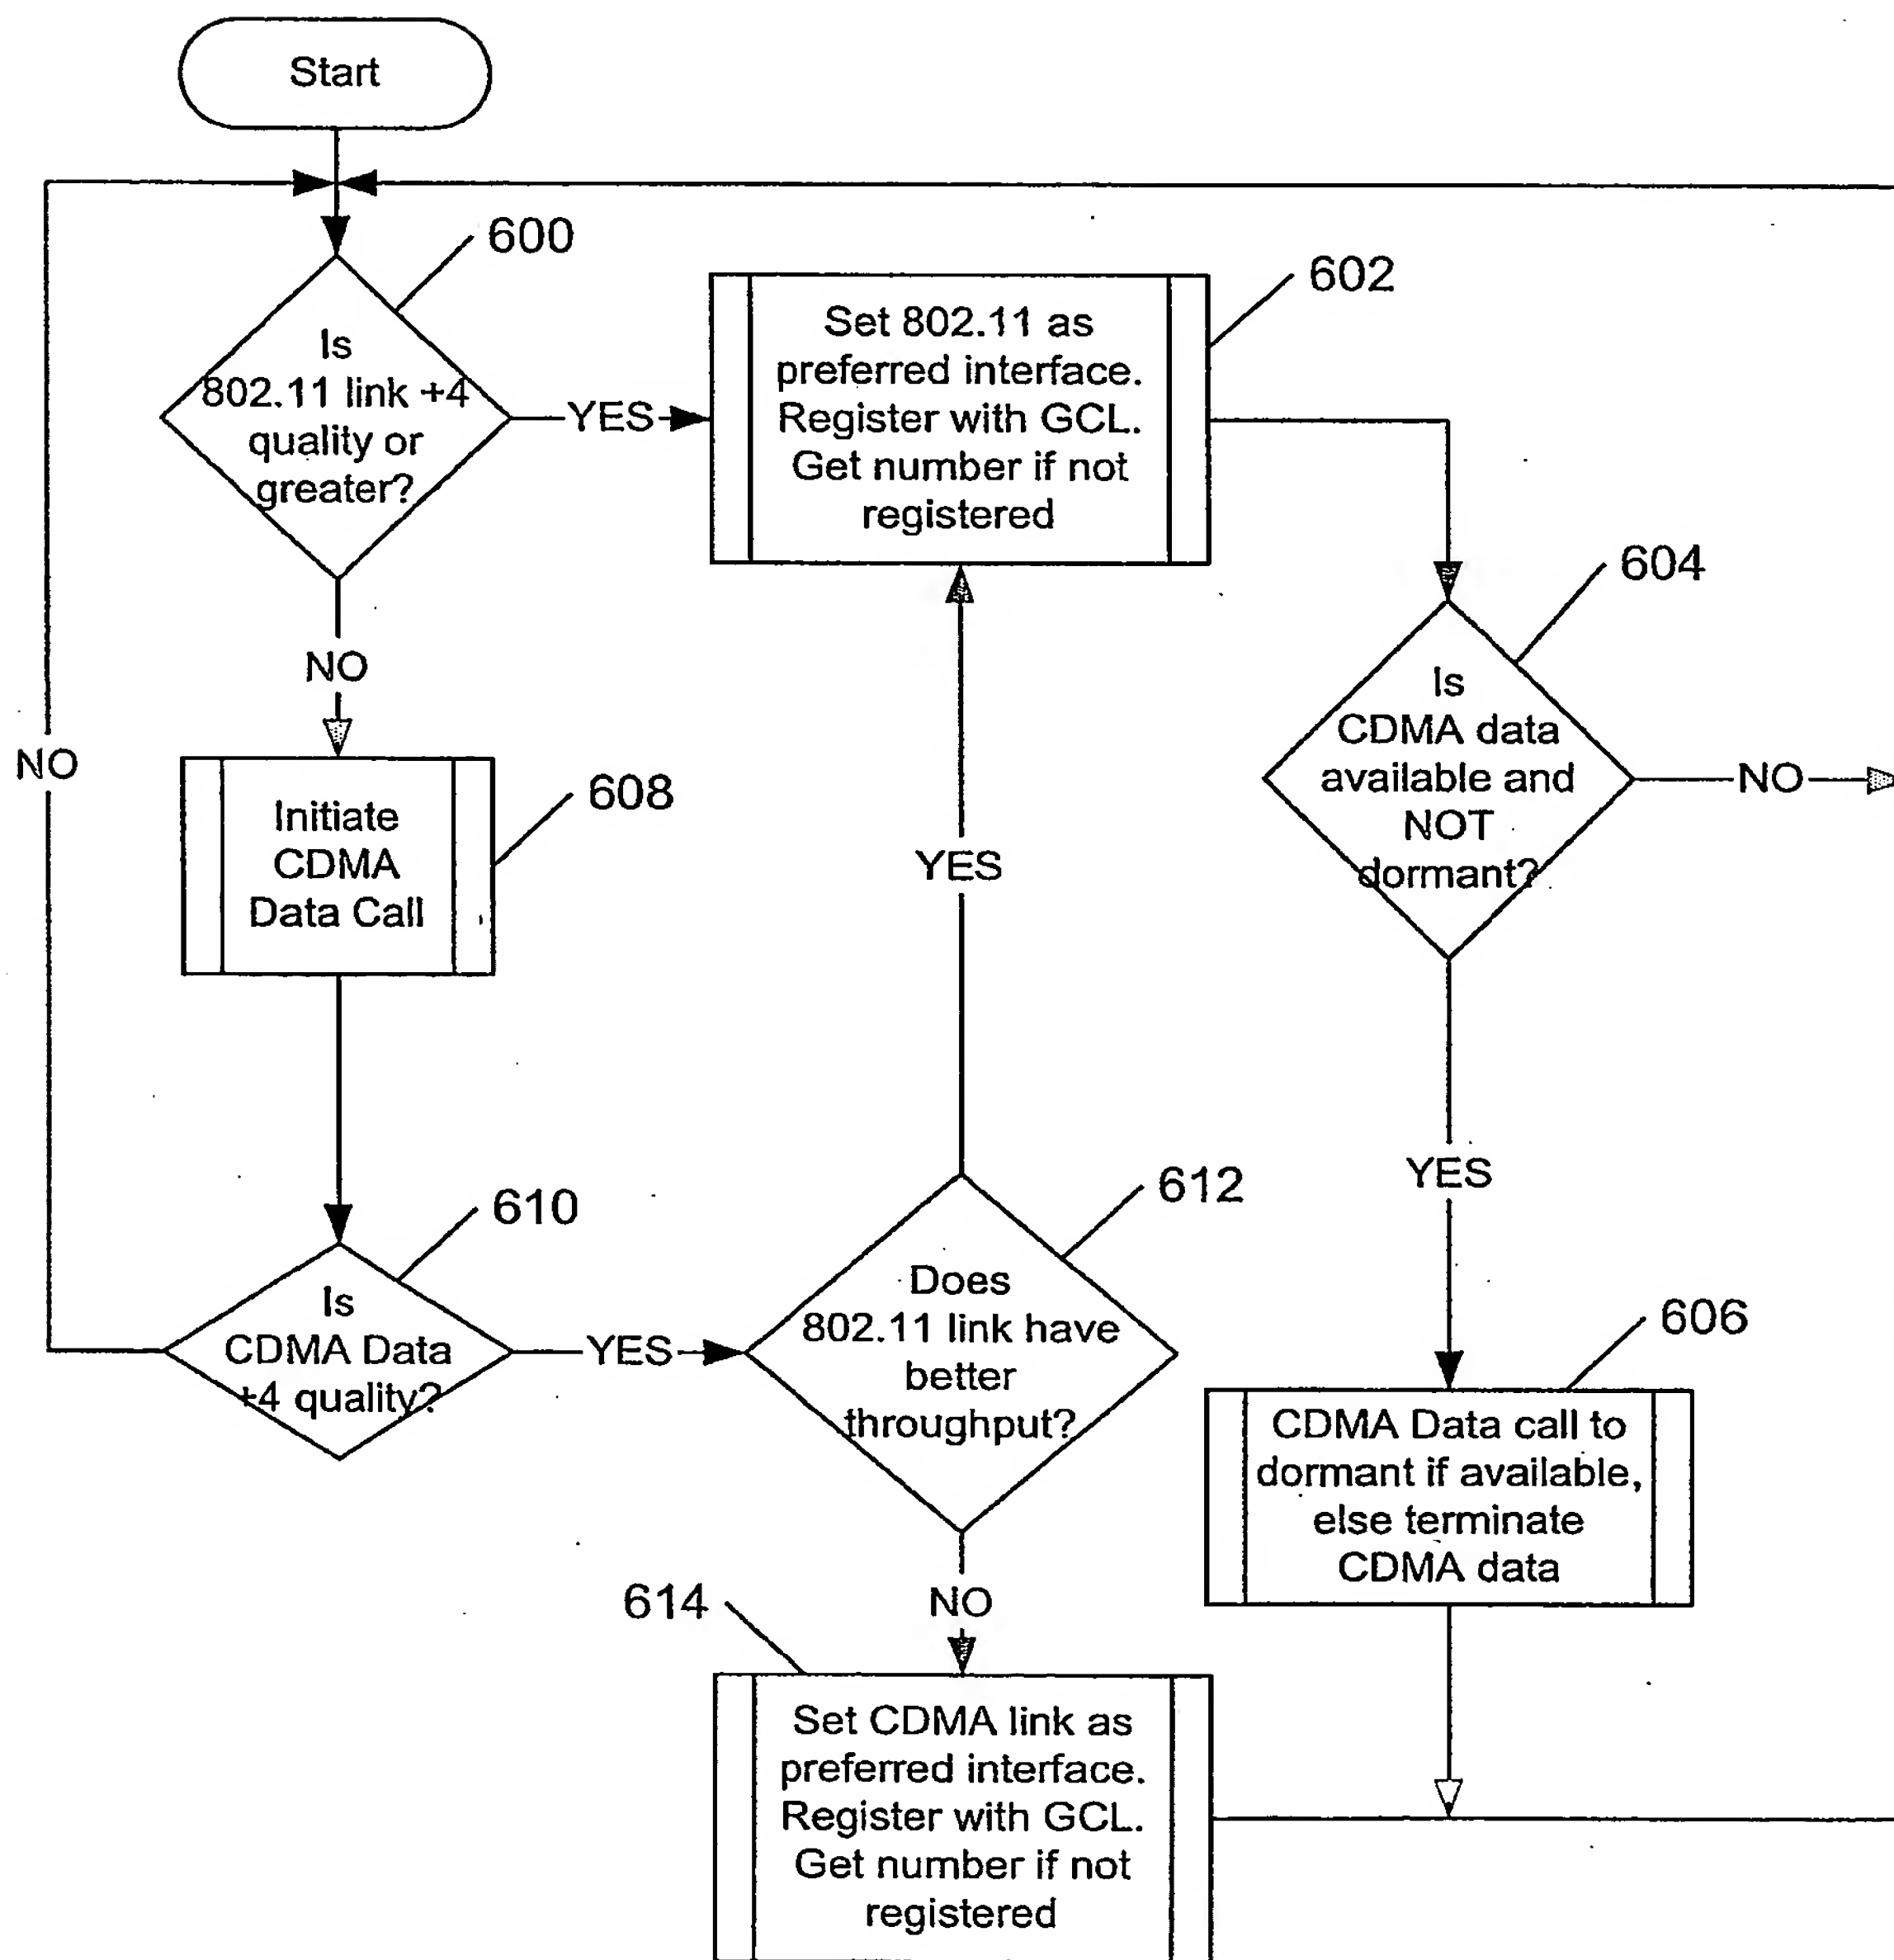 Start
600
Is
802.11 link +4
quality or
greater?
YES
602
Set 802.11 as
preferred interface.
Register with GCL.
Get number if not
registered
604
Is
CDMA data
available and
NOT
dormant?
NO
NO
NO
608
Initiate
CDMA
Data Call
YES
YES
610
Is
CDMA Data
+4 quality?
YES
612
Does
802.11 link have
better
throughput?
606
CDMA Data call to
dormant if available,
else terminate
CDMA data
NO
614
Set CDMA link as
preferred interface.
Register with GCL.
Get number if not
registered